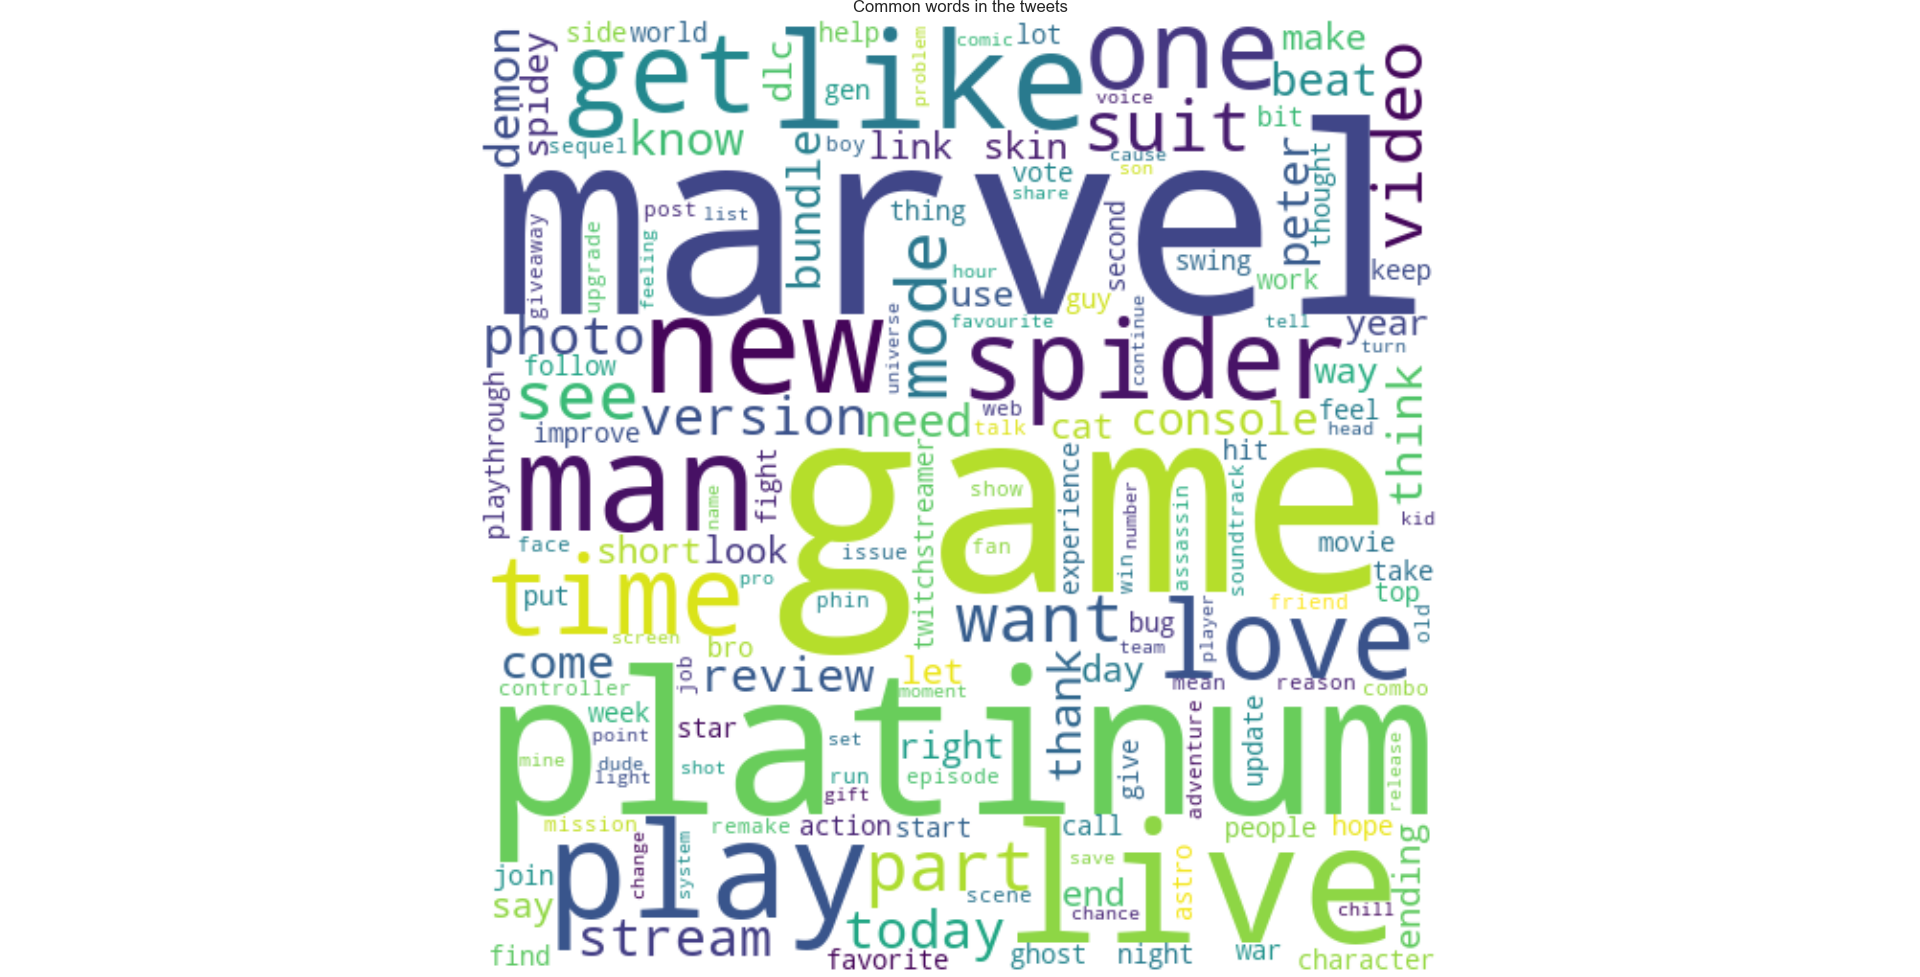 Common words in the tweets
demon
spidey
side
world
get
dlc
like
help
gen
problem
comic
lot
one
make
beat
video
sequel
know
bundle
boy
link
skin
voice
suit
bit
cause
son
vote
share
peter
thought
marvel
giveaway
post
list
upgrade
feeling
thing
mode
second
swing
work
keep
hour
use
guy
universe
favourite
continue
tell
year
turn
photo
new
spider
follow
way
think
playthrough
see
version
improve
need
web
talk
cat
console
feel
head
man
name
fight
game
twitchstreamer
show
experience
number
assassin
soundtrack
hit
kid
face
short
look
issue
fan
win
movie
take
time
put
pro
phin
top
friend
old
screen
bro
want
bug
team
player
love
come
job
review
let
moment
thank
day
mean
reason
combo
controller
platinum
week
point
star
set
right
give
adventure
update
release
mine
dude
light
shot
run
episode
gift
mission
change
system
remake
action
start
call
people
hope
ending
join
play
part
live
save
say
scene
end
chance
astro
chill
stream
today
find
favorite
ghost
night
war
character